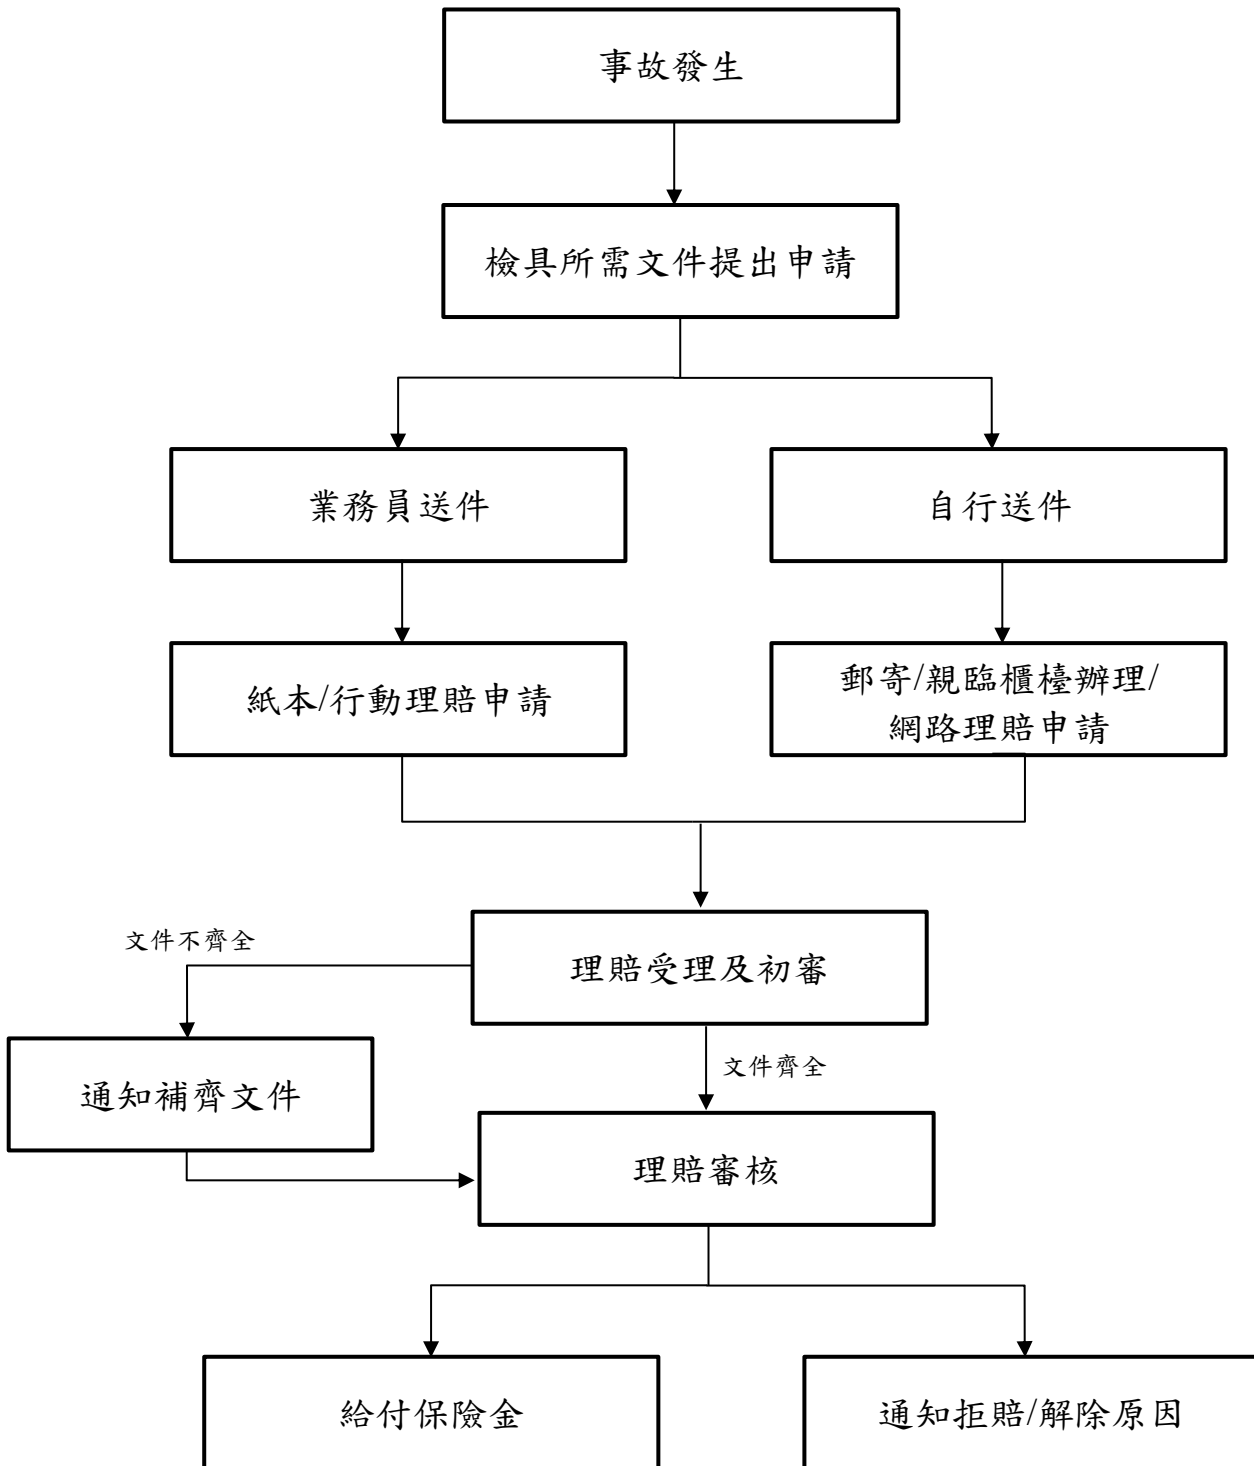 事故發生
檢具所需文件提出申請
業務員送件
自行送件
紙本/行動理賠申請
郵寄/親臨櫃檯辦理/
網路理賠申請
文件不齊全
理賠受理及初審
文件齊全
通知補齊文件
理賠審核
給付保險金
通知拒賠/解除原因